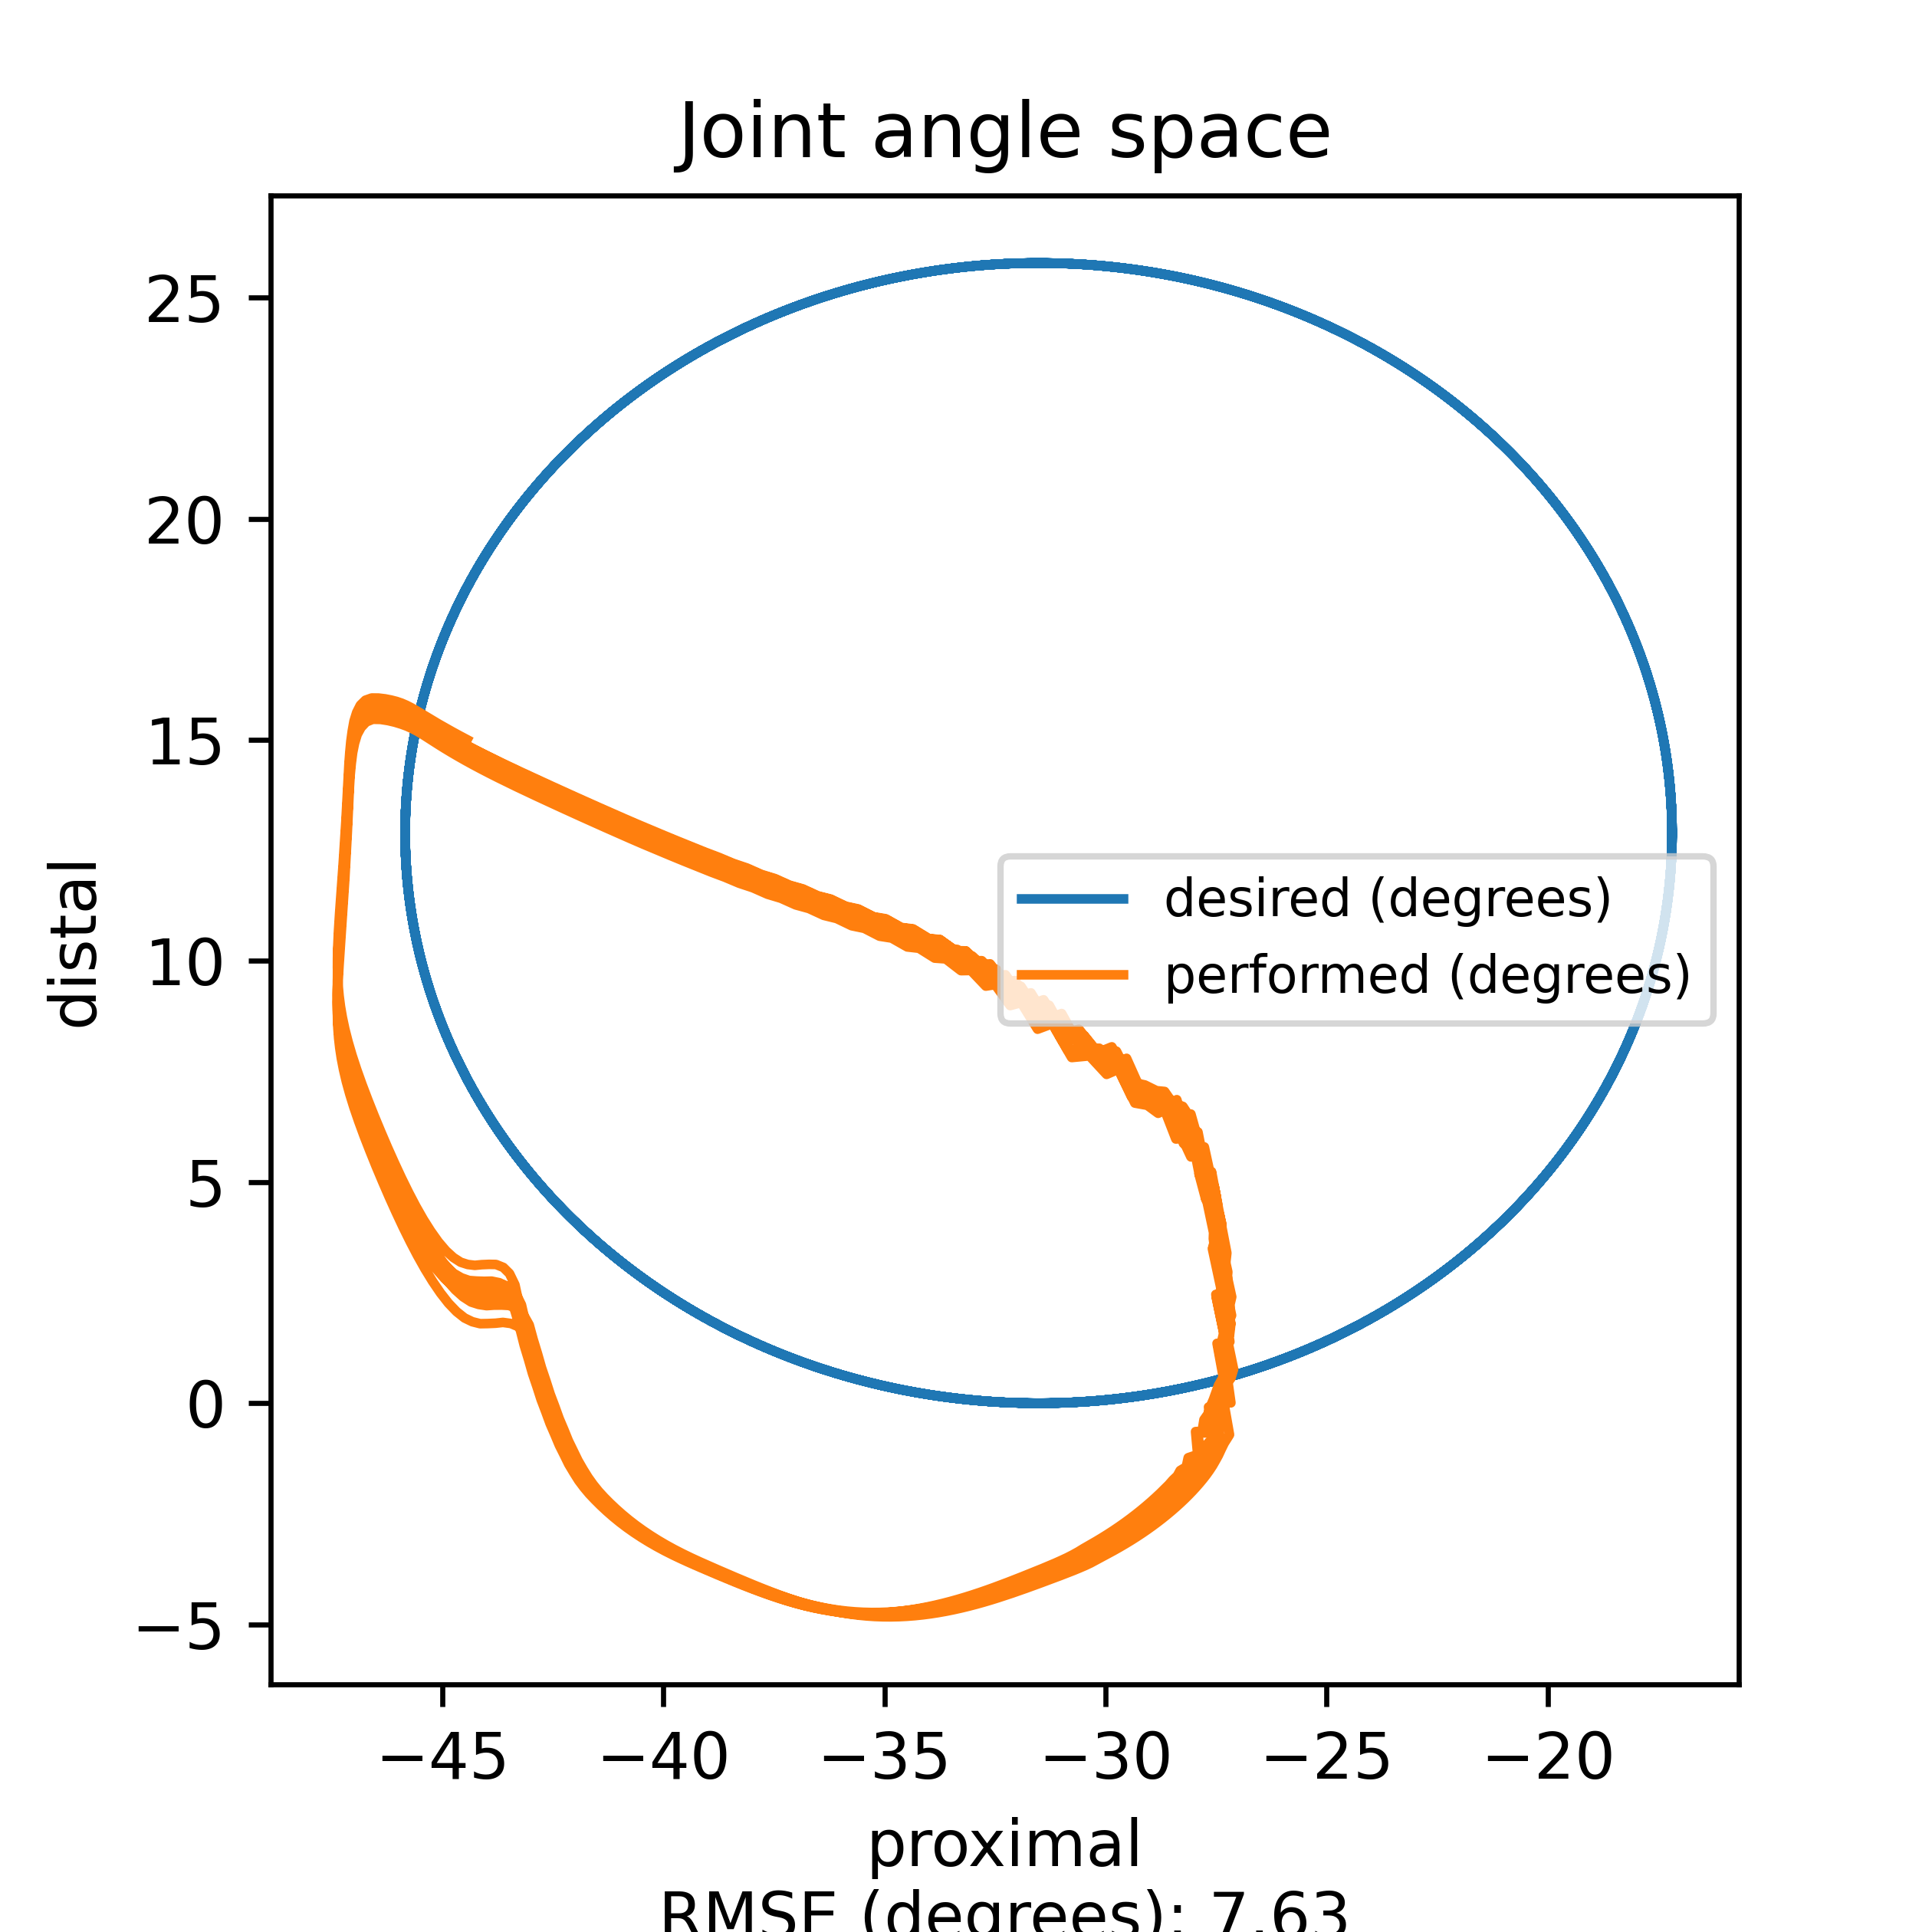 Joint angle space
25
20
15
10
5
0
−5
distal
desired (degrees)
performed (degrees)
−45 −40 −35 −30 −25 −20
proximal
RMSE (degrees): 7.63